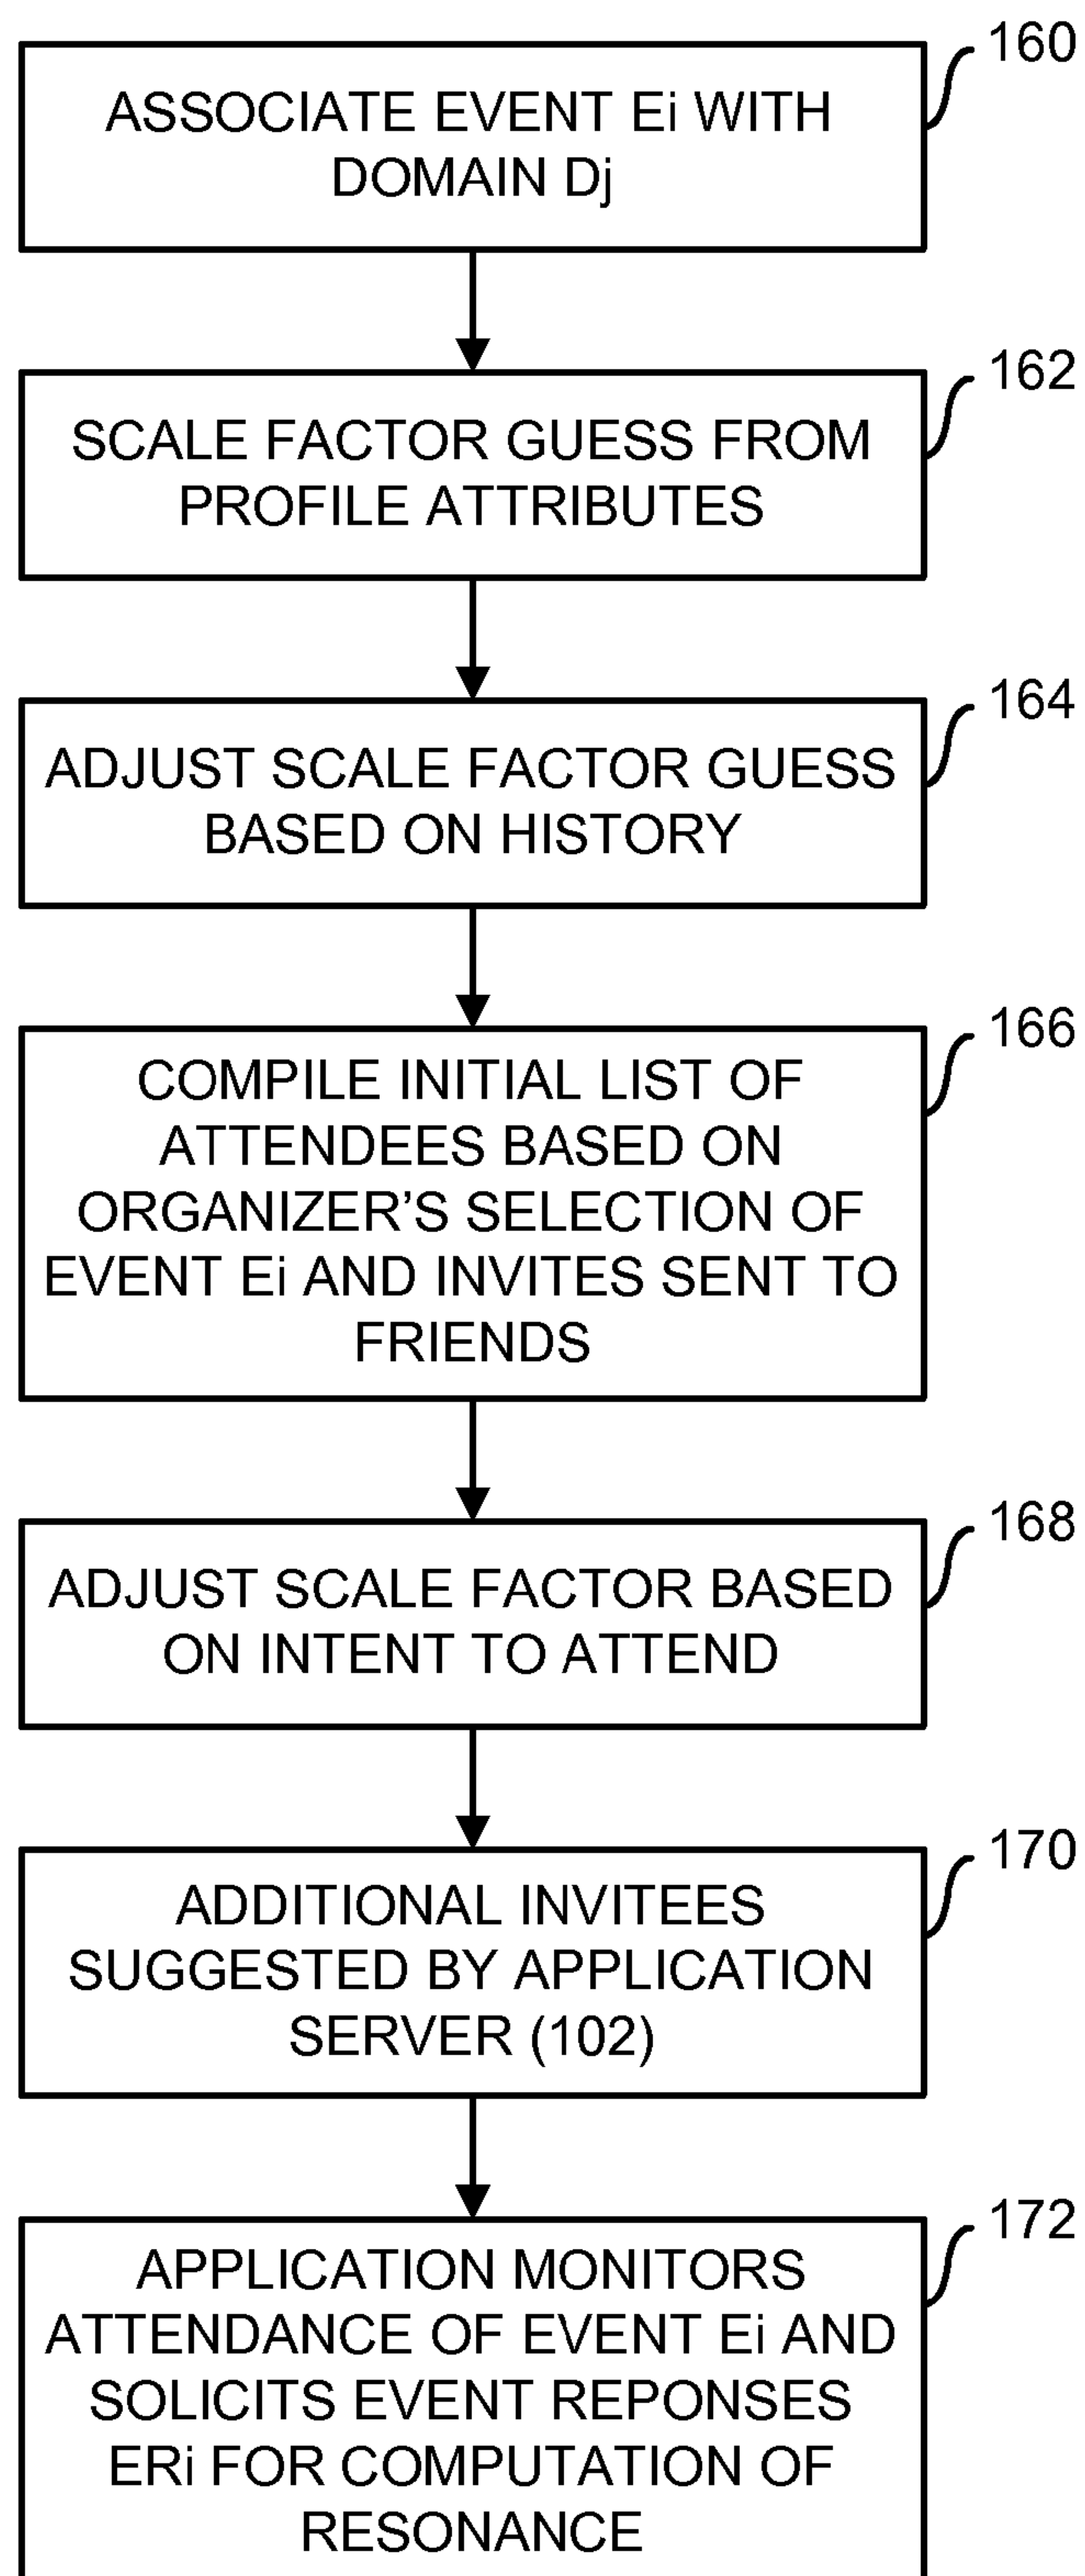 160
ASSOCIATE EVENT Ei WITH
DOMAIN Dj
162
SCALE FACTOR GUESS FROM
PROFILE ATTRIBUTES
164
ADJUST SCALE FACTOR GUESS
BASED ON HISTORY
166
COMPILE INITIAL LIST OF
ATTENDEES BASED ON
ORGANIZER'S SELECTION OF
EVENT Ei AND INVITES SENT TO
FRIENDS
168
ADJUST SCALE FACTOR BASED
ON INTENT TO ATTEND
170
ADDITIONAL INVITEES
SUGGESTED BY APPLICATION
SERVER (102)
172
APPLICATION MONITORS
ATTENDANCE OF EVENT Ei AND
SOLICITS EVENT REPONSES
ERi FOR COMPUTATION OF
RESONANCE